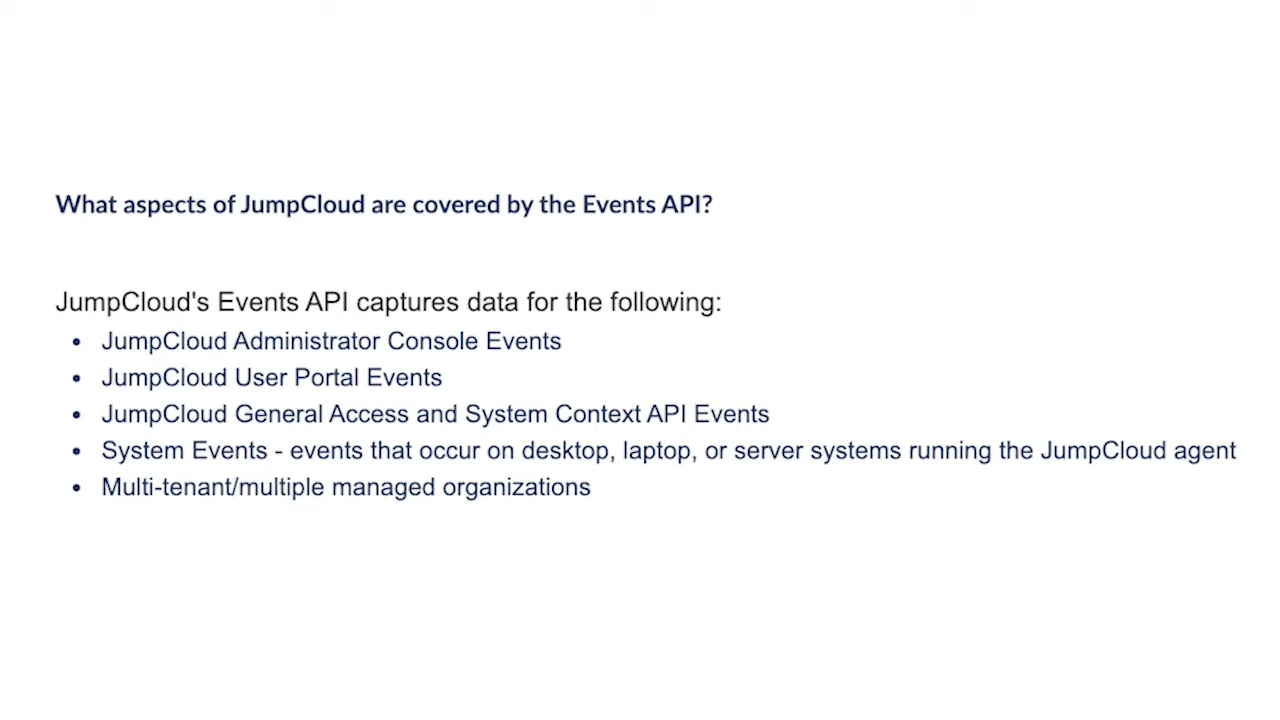 What aspects of JumpCloud are covered by the Events API?
JumpCloud's Events API captures data for the following:
• JumpCloud Administrator Console Events
• JumpCloud User Portal Events
• JumpCloud General Access and System Context API Events
• System Events - events that occur on desktop, laptop, or server systems running the JumpCloud agent
• Multi-tenant/multiple managed organizations